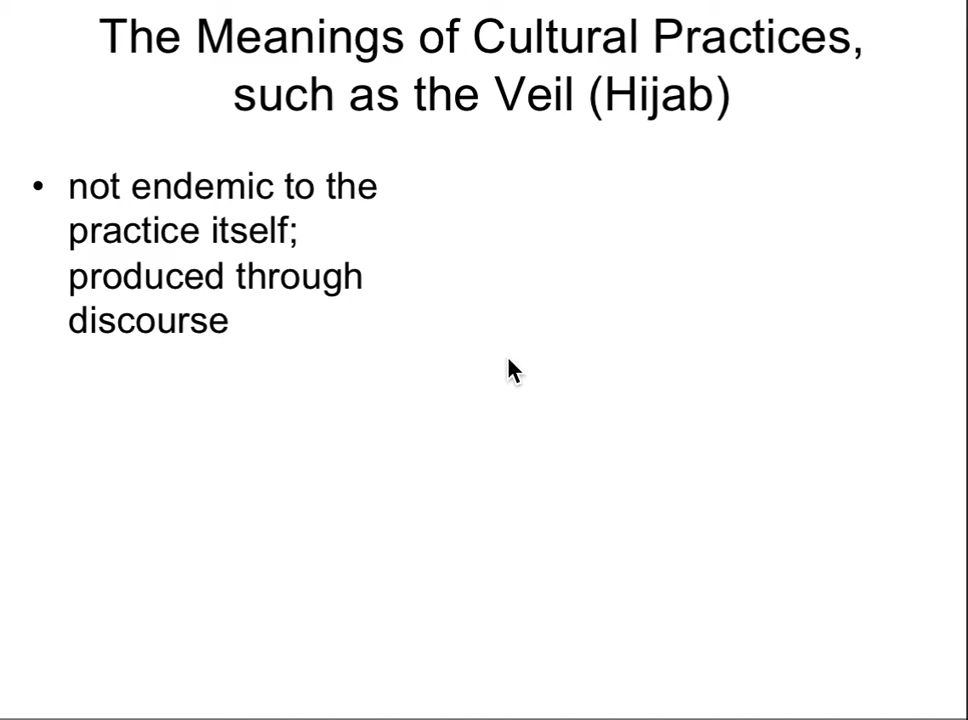 The Meanings of Cultural Practices,
such as the Veil (Hijab)
• not endemic to the
practice itself;
produced through
discourse